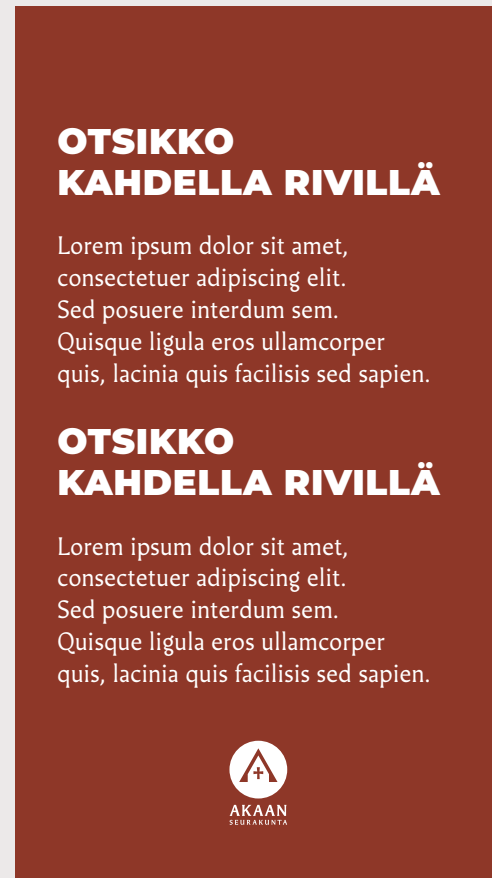 OTSIKKO
KAHDELLA RIVILLÄ
Lorem ipsum dolor sit amet,
consectetuer adipiscing elit.
Sed posuere interdum sem.
Quisque ligula eros ullamcorper
quis, lacinia quis facilisis sed sapien.
OTSIKKO
KAHDELLA RIVILLÄ
Lorem ipsum dolor sit amet,
consectetuer adipiscing elit.
Sed posuere interdum sem.
Quisque ligula eros ullamcorper
quis, lacinia quis facilisis sed sapien.
AKAAN
SEURAKUNTA